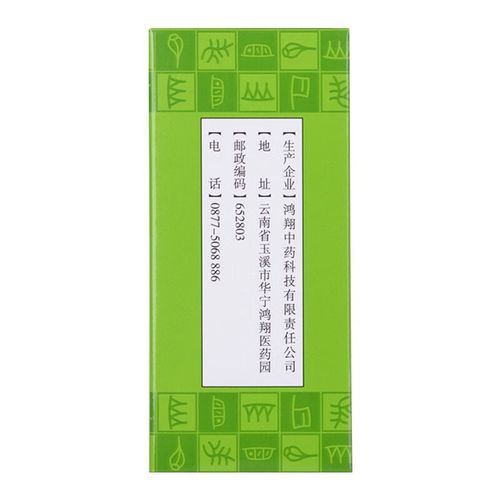 【生产企业】鸿翔中药科技有限责任公司
【地 址】云南省玉溪市华宁鸿翔医药园
【邮政编码】652803
【电 话】0877-5068 886